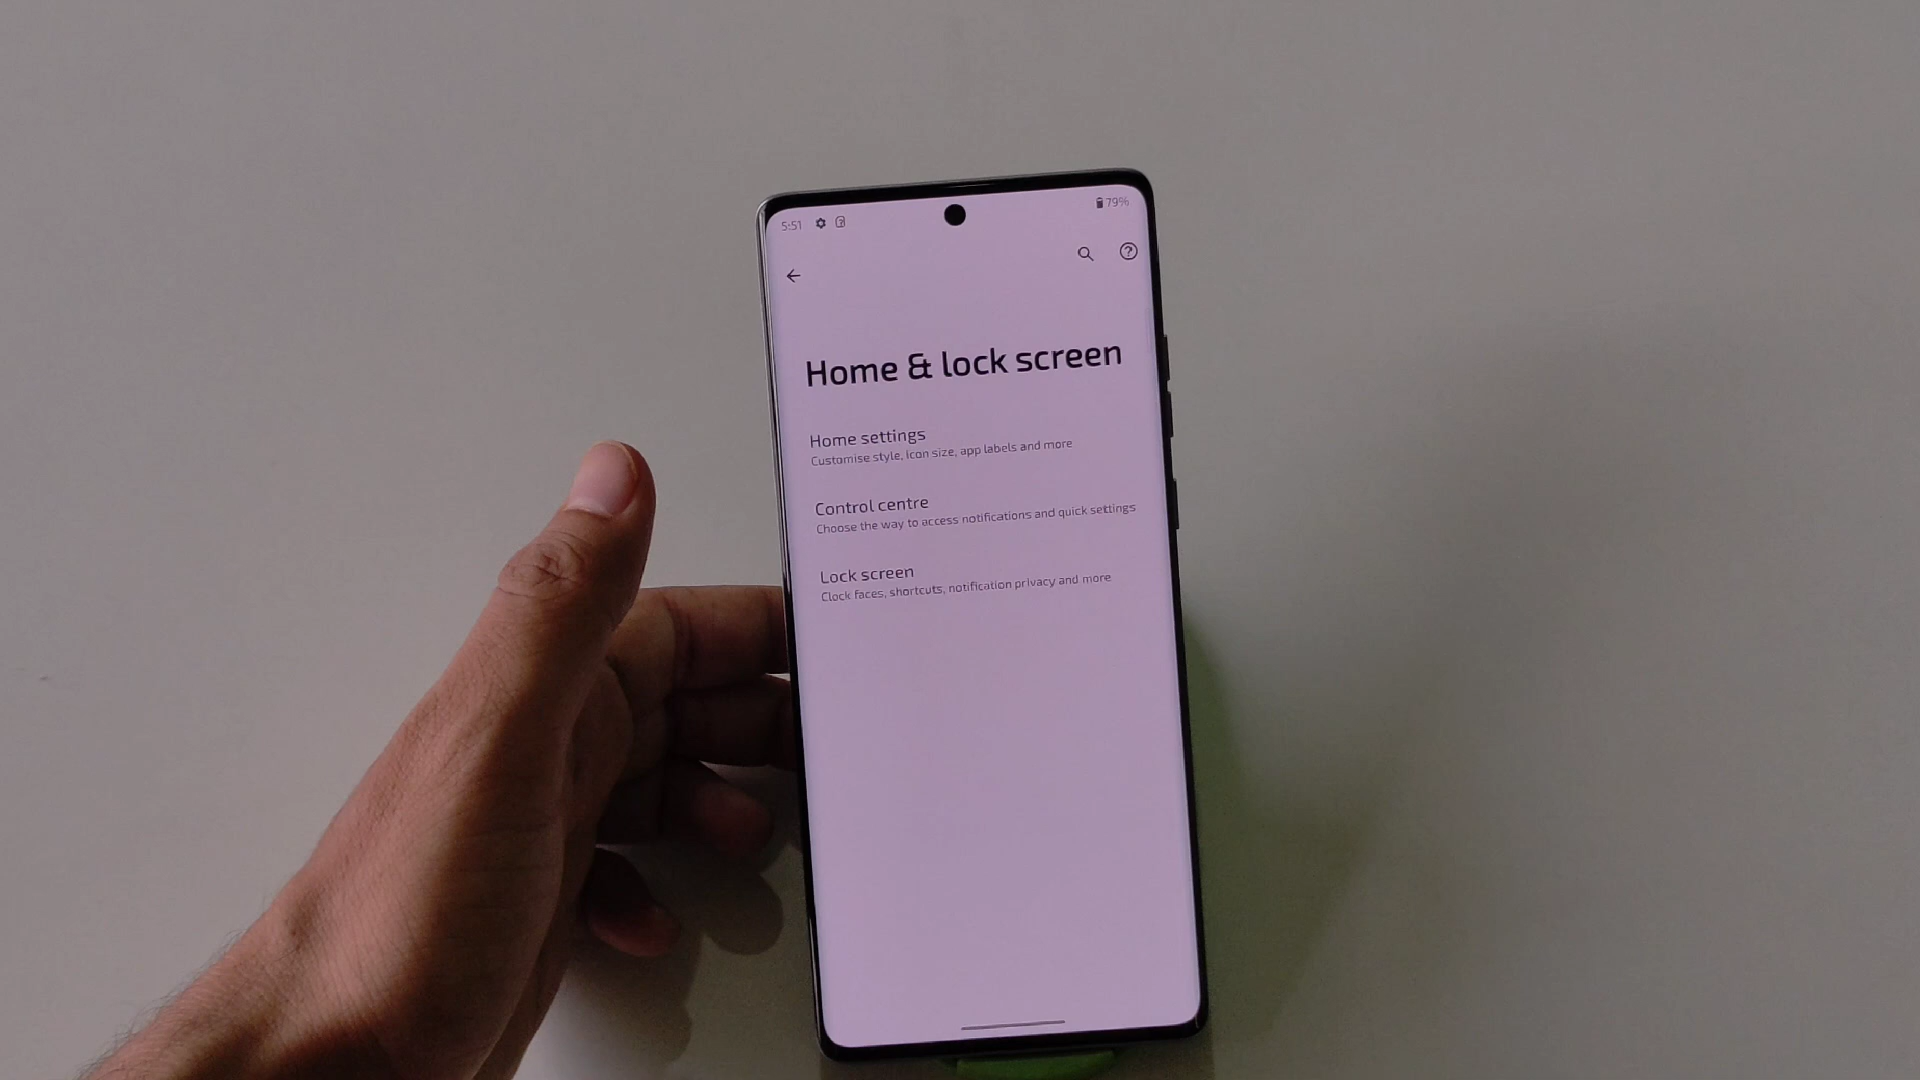 5:51
79%
Home & lock screen
Home settings
Customise style, icon size, app labels and more
Control centre
Choose the way to access notifications and quick settings
Lock screen
Clock faces, shortcuts, notification privacy and more